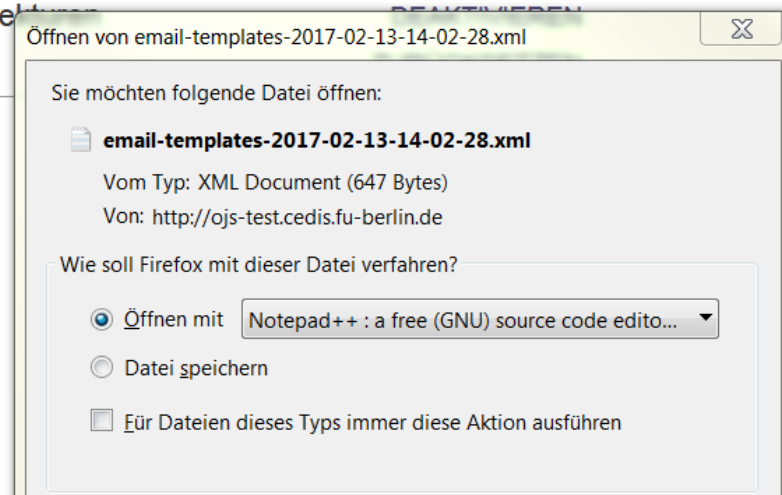 DEAKTIVIEREN
Öffnen von email-templates-2017-02-13-14-02-28.xml
Sie möchten folgende Datei öffnen:
email-templates-2017-02-13-14-02-28.xml
Vom Typ: XML Document (647 Bytes)
Von: http://ojs-test.cedis.fu-berlin.de
Wie soll Firefox mit dieser Datei verfahren?
Öffnen mit Notepad++ : a free (GNU) source code edito...
Datei speichern
Für Dateien dieses Typs immer diese Aktion ausführen